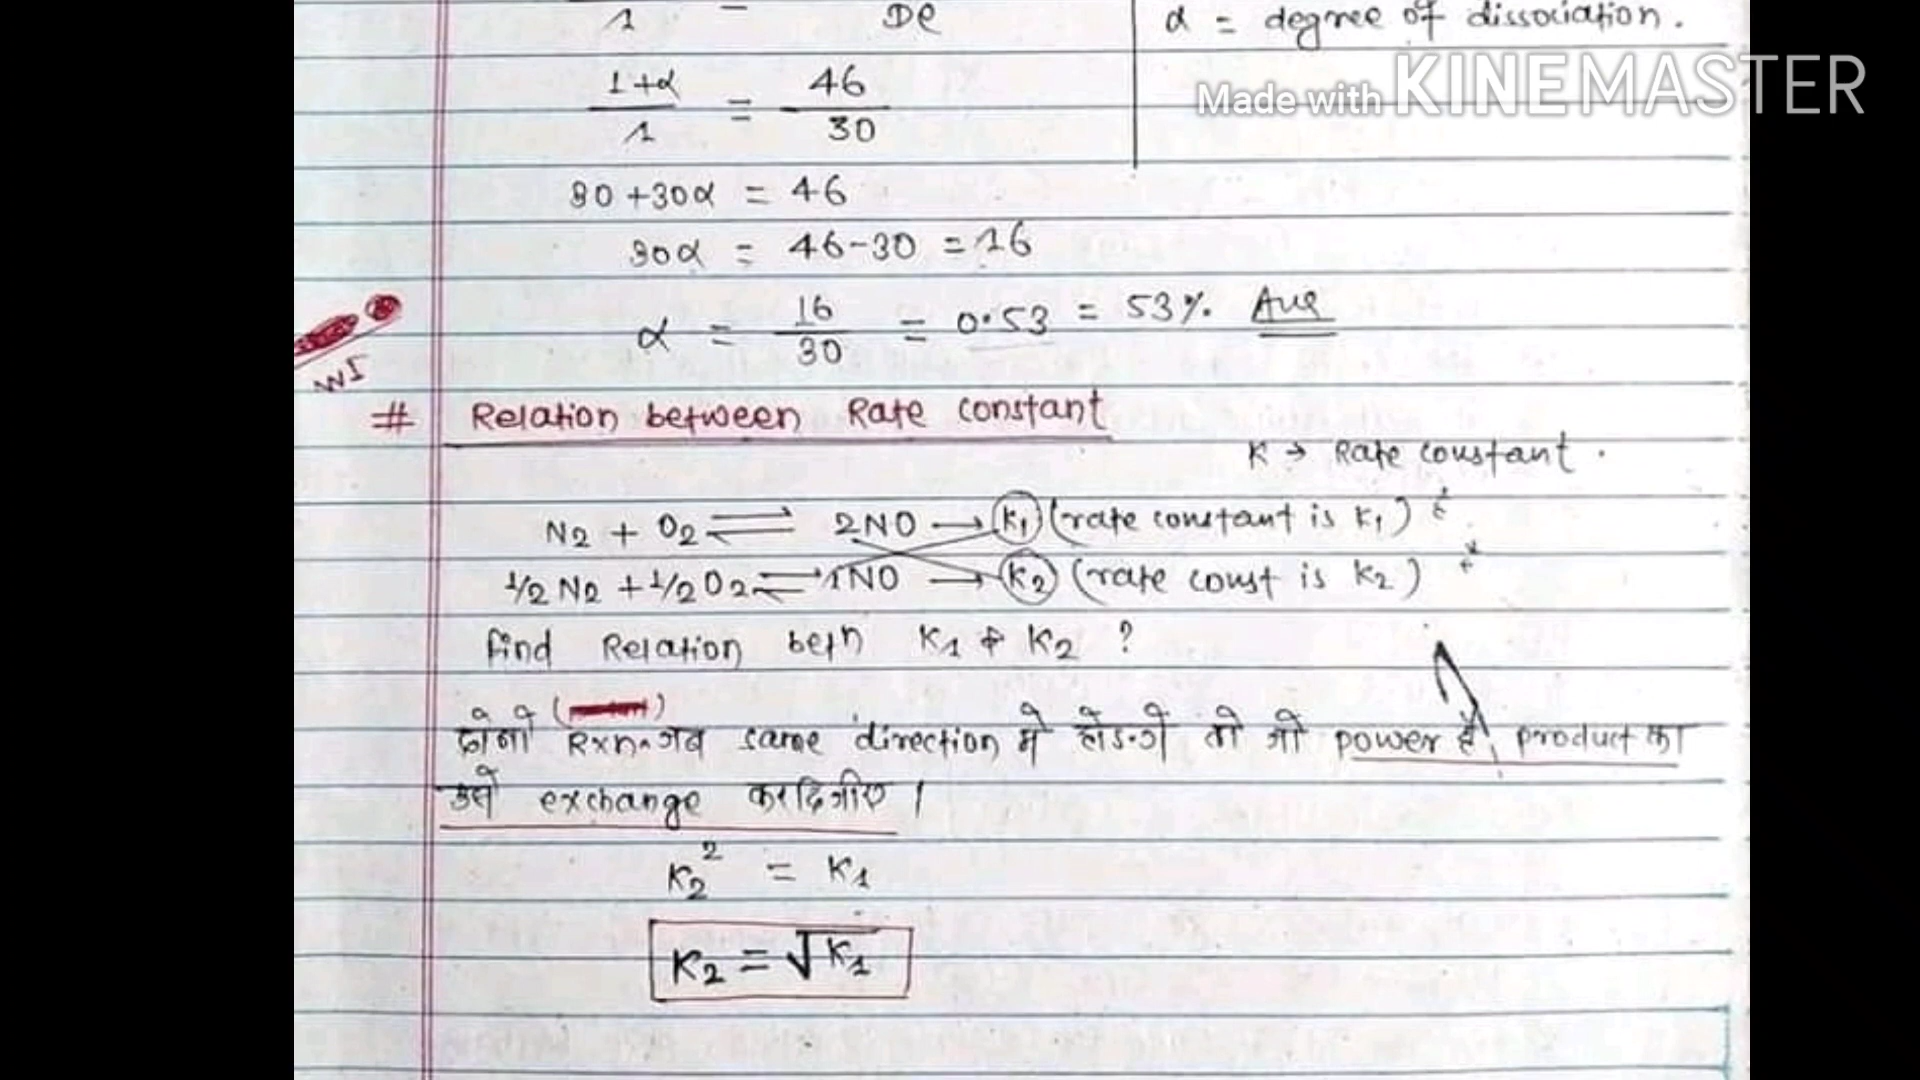 1 = De
α = degree of dissociation.
Made with KINEMASTER
1+α / 1 = 46 / 30
30 + 30α = 46
30α = 46-30 = 16
α = 16 / 30 = 0.53 = 53%. Ans
# Relation between Rate constant
K → Rate constant .
N2 + O2 ⇌ 2NO → K1 (rate constant is K1)
1/2 N2 + 1/2 O2 ⇌ 1NO → K2 (rate const is K2)
find Relation beth K1 & K2 ?
दोनो Rxn जब same direction मे होङगे तो जो power है, product का
उसे exchange कर दिजीए ।
K2² = K1
K2 = √K1